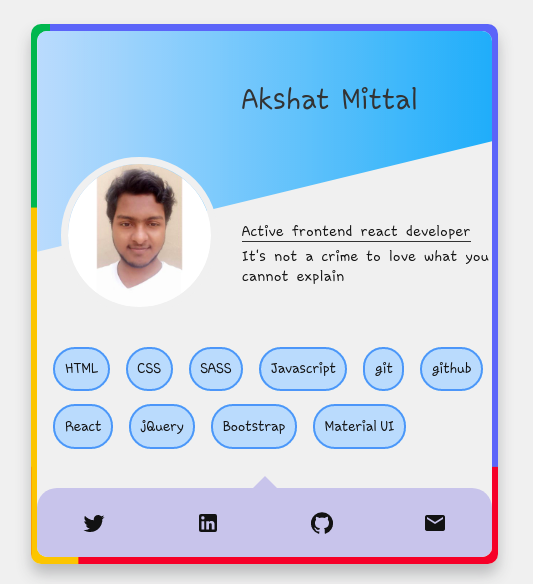 Akshat Mittal
Active frontend react developer
It's not a crime to love what you
cannot explain
HTML CSS SASS Javascript git github
React jQuery Bootstrap Material UI